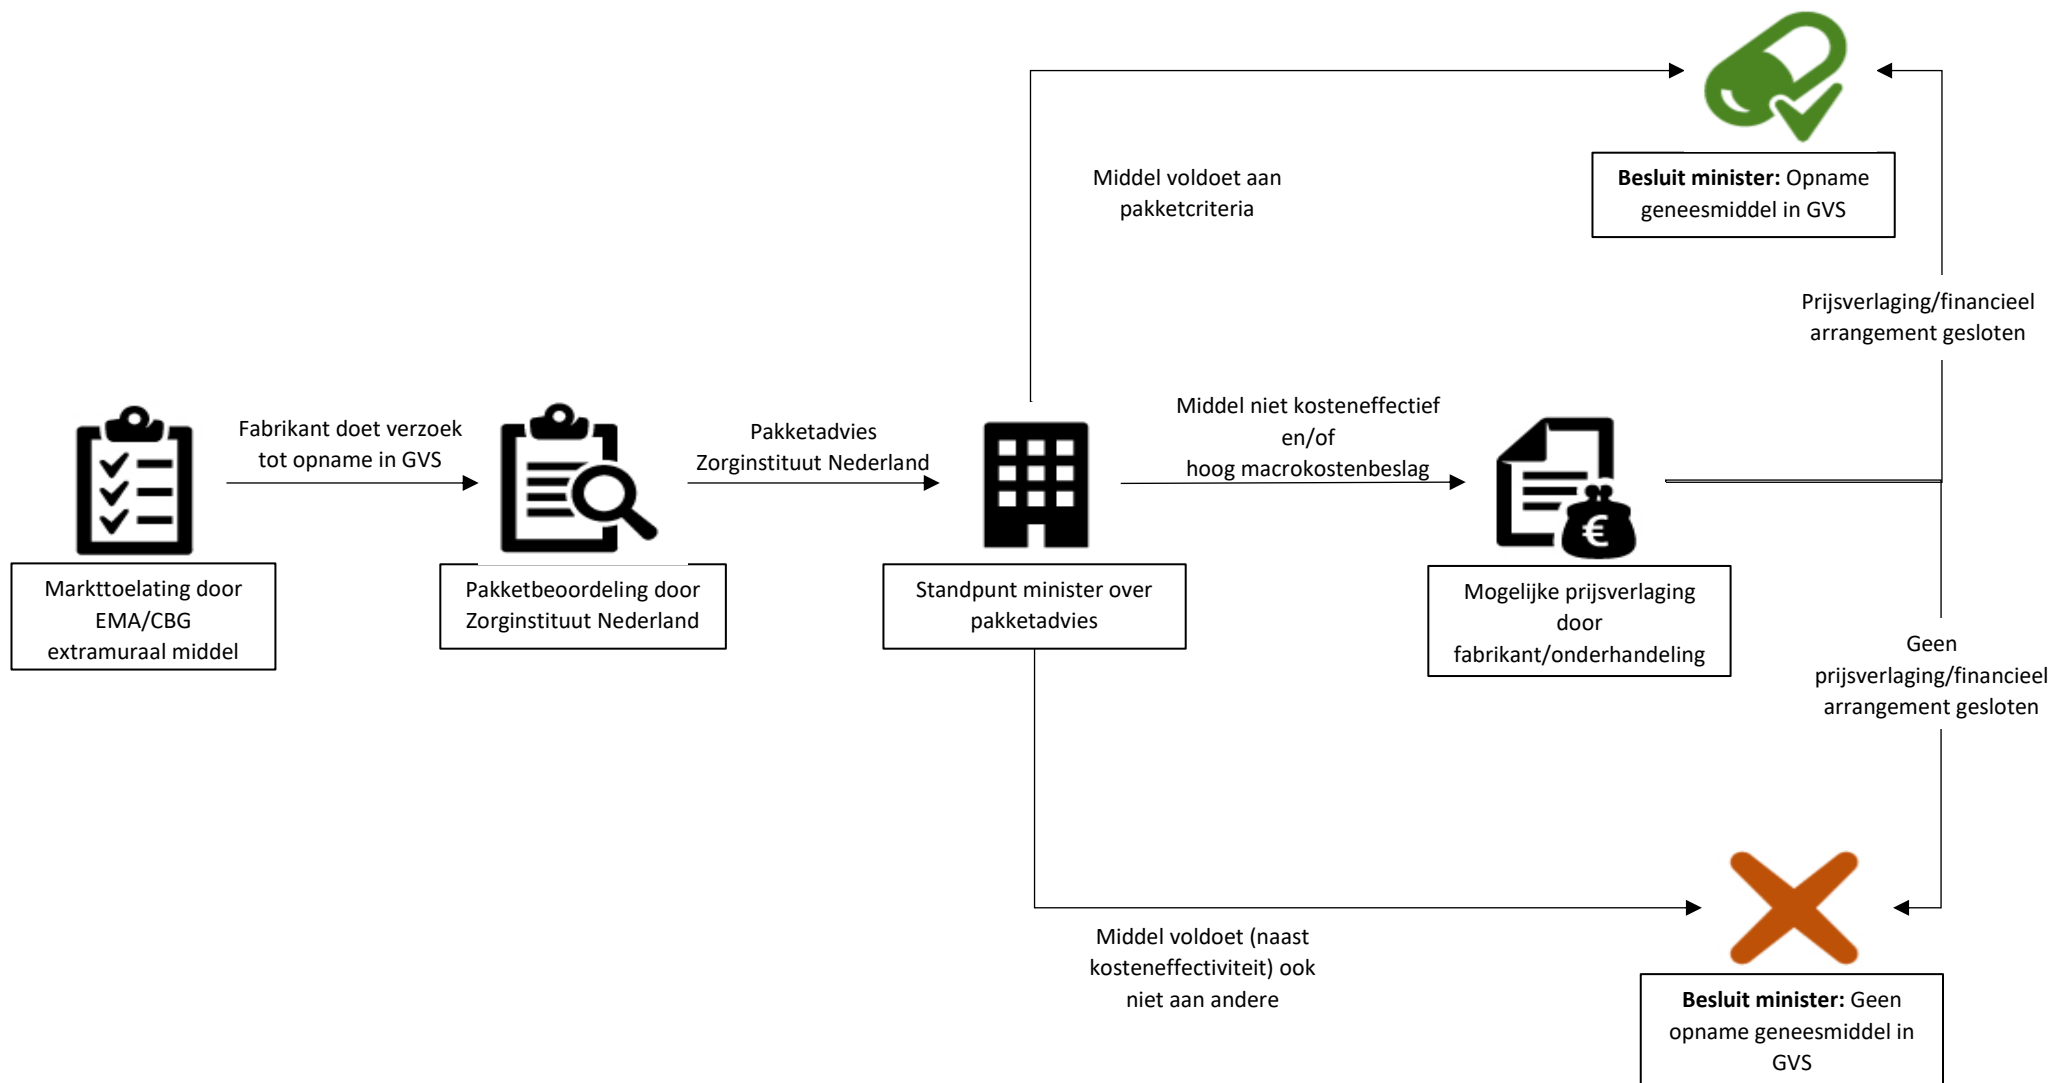 Middel voldoet aan
pakketcriteria
Besluit minister: Opname
geneesmiddel in GVS
Prijsverlaging/financieel
arrangement gesloten
Fabrikant doet verzoek
tot opname in GVS
Pakketadvies
Zorginstituut Nederland
Middel niet kosteneffectief
en/of
hoog macrokostenbeslag
€
Markttoelating door
EMA/CBG
extramuraal middel
Pakketbeoordeling door
Zorginstituut Nederland
Standpunt minister over
pakketadvies
Mogelijke prijsverlaging
door
fabrikant/onderhandeling
Geen
prijsverlaging/financieel
arrangement gesloten
Middel voldoet (naast
kosteneffectiviteit) ook
niet aan andere
Besluit minister: Geen
opname geneesmiddel in
GVS